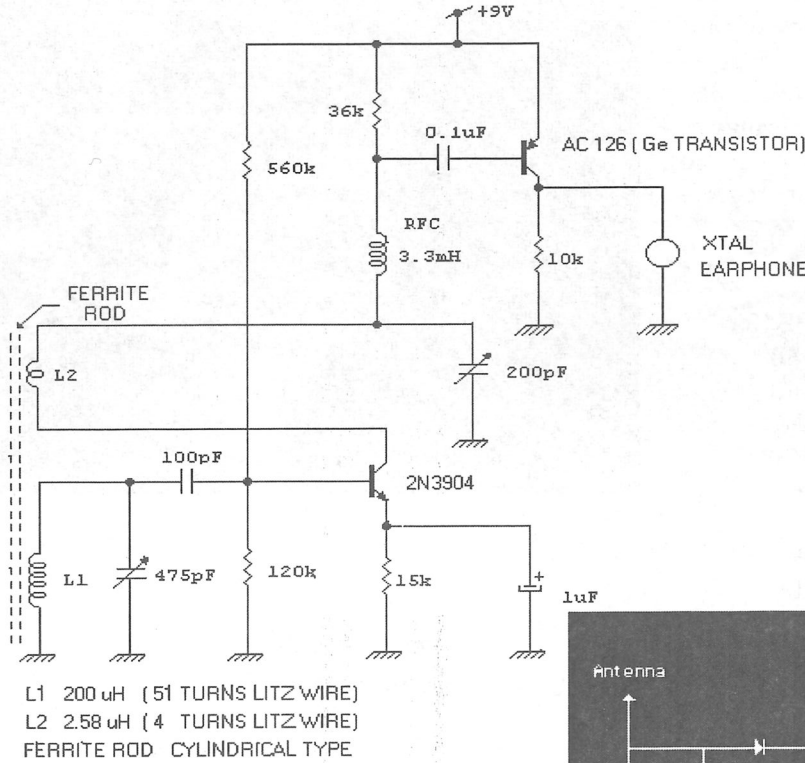 +9V
36k
0.1uF
AC 126 ( Ge TRANSISTOR)
560k
RFC
3.3mH
10k
XTAL
EARPHONE
FERRITE
ROD
L2
200pF
100pF
2N3904
L1
475pF
120k
15k
+
1uF
Antenna
L1 200 uH ( 51 TURNS LITZ WIRE)
L2 2.58 uH ( 4 TURNS LITZ WIRE)
FERRITE ROD CYLINDRICAL TYPE